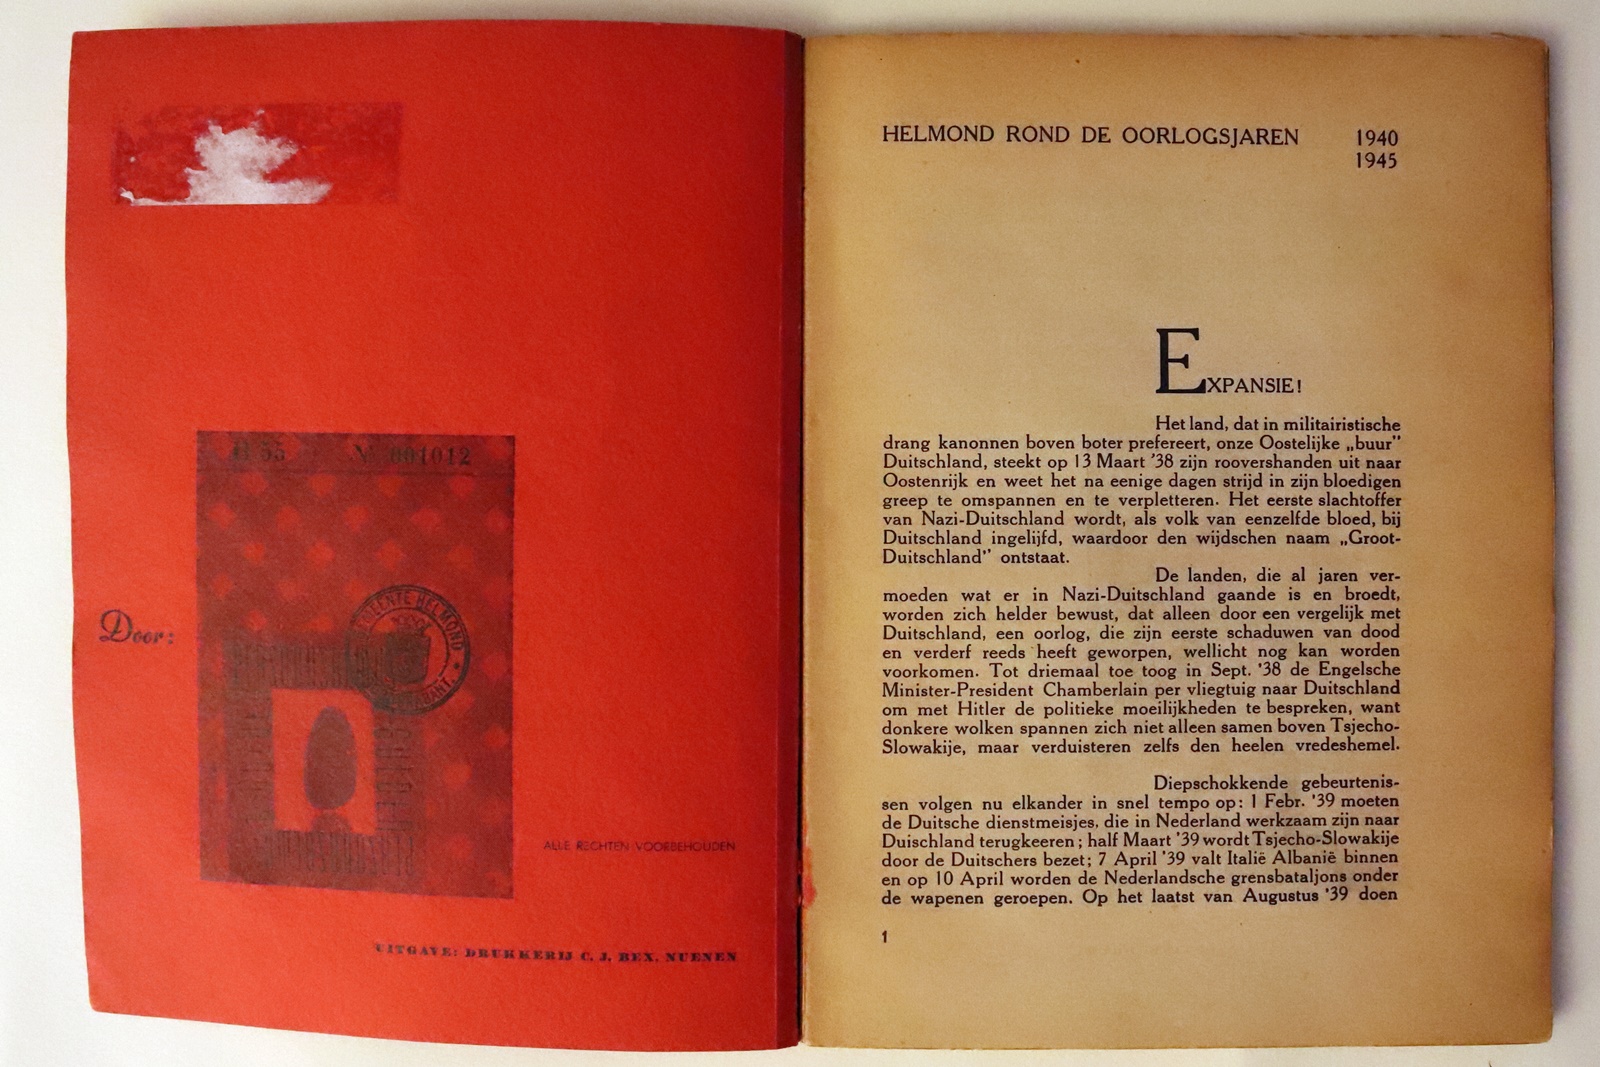 H 55 Nº 001012
GEMEENTE HELMOND
Door:
ALLE RECHTEN VOORBEHOUDEN
UITGAVE: DRUKKERIJ C. J. BEX, NUENEN
HELMOND ROND DE OORLOGSJAREN 1940
1945
EXPANSIE!
Het land, dat in militairistische
drang kanonnen boven boter prefereert, onze Oostelijke „buur”
Duitschland, steekt op 13 Maart '38 zijn roovershanden uit naar
Oostenrijk en weet het na eenige dagen strijd in zijn bloedigen
greep te omspannen en te verpletteren. Het eerste slachtoffer
van Nazi-Duitschland wordt, als volk van eenzelfde bloed, bij
Duitschland ingelijfd, waardoor den wijdschen naam „Groot-
Duitschland” ontstaat.
De landen, die al jaren ver-
moeden wat er in Nazi-Duitschland gaande is en broedt,
worden zich helder bewust, dat alleen door een vergelijk met
Duitschland, een oorlog, die zijn eerste schaduwen van dood
en verderf reeds heeft geworpen, wellicht nog kan worden
voorkomen. Tot driemaal toe toog in Sept. '38 de Engelsche
Minister-President Chamberlain per vliegtuig naar Duitschland
om met Hitler de politieke moeilijkheden te bespreken, want
donkere wolken spannen zich niet alleen samen boven Tsjecho-
Slowakije, maar verduisteren zelfs den heelen vredeshemel.
Diepschokkende gebeurtenis-
sen volgen nu elkander in snel tempo op: 1 Febr. '39 moeten
de Duitsche dienstmeisjes, die in Nederland werkzaam zijn naar
Duischland terugkeeren; half Maart '39 wordt Tsjecho-Slowakije
door de Duitschers bezet; 7 April '39 valt Italië Albanië binnen
en op 10 April worden de Nederlandsche grensbataljons onder
de wapenen geroepen. Op het laatst van Augustus '39 doen
1